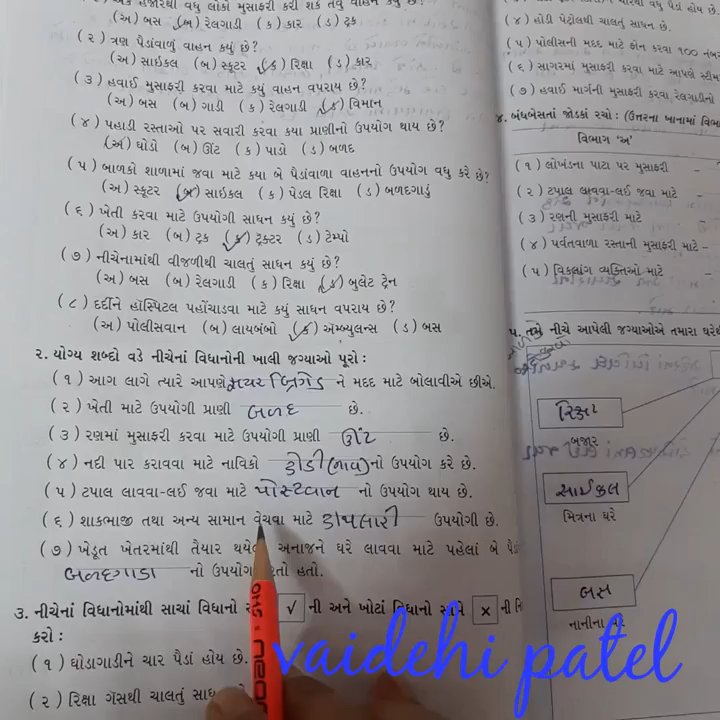 (અ) બસ (બ) રેલગાડી (ક) કાર (ડ) ટ્રક
(૨) ત્રણ પૈડાંવાળું વાહન કયું છે?
(અ) સાઇકલ (બ) સ્કૂટર (ક) રિક્ષા (ડ) કાર
(૩) હવાઈ મુસાફરી કરવા માટે કયું વાહન વપરાય છે?
(અ) બસ (બ) ગાડી (ક) રેલગાડી (ડ) વિમાન
(૪) પહાડી રસ્તાઓ પર સવારી કરવા કયા પ્રાણીનો ઉપયોગ થાય છે?
(અ) ઘોડો (બ) ઊંટ (ક) પાડો (ડ) બળદ
(૫) બાળકો શાળામાં જવા માટે કયા બે પૈડાંવાળા વાહનનો ઉપયોગ વધુ કરે છે?
(અ) સ્કૂટર (બ) સાઇકલ (ક) પેડલ રિક્ષા (ડ) બળદગાડું
(૬) ખેતી કરવા માટે ઉપયોગી સાધન કયું છે?
(અ) કાર (બ) ટ્રક (ક) ટ્રૅક્ટર (ડ) ટેમ્પો
(૭) નીચેનામાંથી વીજળીથી ચાલતું સાધન કયું છે?
(અ) બસ (બ) રેલગાડી (ક) રિક્ષા (ડ) બુલેટ ટ્રેન
(૮) દર્દીને હૉસ્પિટલ પહોંચાડવા માટે કયું સાધન વપરાય છે?
(અ) પોલીસવાન (બ) લાયબંબો (ક) ઍમ્બ્યુલન્સ (ડ) બસ
૨. યોગ્ય શબ્દો વડે નીચેનાં વિધાનોની ખાલી જગ્યાઓ પૂરો :
(૧) આગ લાગે ત્યારે આપણે ફાયર બ્રિગેડ ને મદદ માટે બોલાવીએ છીએ.
(૨) ખેતી માટે ઉપયોગી પ્રાણી બળદ છે.
(૩) રણમાં મુસાફરી કરવા માટે ઉપયોગી પ્રાણી ઊંટ છે.
(૪) નદી પાર કરાવવા માટે નાવિકો હોડી(નાવ)નો ઉપયોગ કરે છે.
(૫) ટપાલ લાવવા-લઈ જવા માટે પોસ્ટવાન નો ઉપયોગ થાય છે.
(૬) શાકભાજી તથા અન્ય સામાન વેચવા માટે હાથલારી ઉપયોગી છે.
(૭) ખેડૂત ખેતરમાંથી તૈયાર અનાજને ઘરે લાવવા માટે પહેલાં બે
બળદગાડા નો ઉપયોગ હતો.
૩. નીચેનાં વિધાનોમાંથી સાચાં વિધાનો √ ની અને ખોટાં વિધાનો સામે × ની
કરો :
(૧) ઘોડાગાડીને ચાર પૈડાં હોય છે.
(૨) રિક્ષા ગૅસથી ચાલતું
પૈડાં હોય છે.
(૪) હોડી પેટ્રોલથી ચાલતું સાધન છે.
(૫) પોલીસની મદદ માટે ફોન કરવા ૧૦૦ નંબર
(૬) સાગરમાં મુસાફરી કરવા માટે આપણે
(૭) હવાઈ માર્ગની મુસાફરી કરવા રેલગાડીનો
૪. બંધબેસતાં જોડકાં રચો : (ઉત્તરના ખાનામાં
વિભાગ 'અ'
(૧) લોખંડના પાટા પર મુસાફરી -
(૨) ટપાલ લાવવા-લઈ જવા માટે -
(૩) રણની મુસાફરી માટે -
(૪) પર્વતવાળા રસ્તાની મુસાફરી માટે -
(૫) વિકલાંગ વ્યક્તિઓ માટે -
૫. તમે નીચે આપેલી જગ્યાઓએ તમારા
રિક્ષા
બજાર
સાઈકલ
મિત્રના ઘરે
બસ
નાનીના ઘરે
vaidehi patel